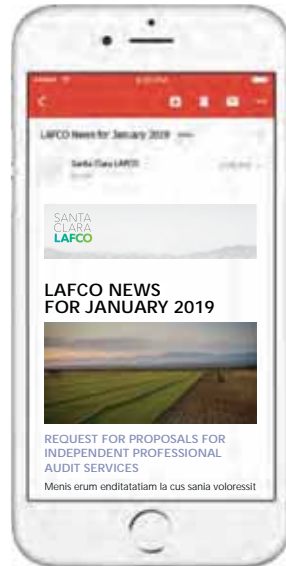 LAFCO News for January 2019
Santa Clara LAFCO
SANTA
CLARA
LAFCO
LAFCO NEWS
FOR JANUARY 2019
REQUEST FOR PROPOSALS FOR
INDEPENDENT PROFESSIONAL
AUDIT SERVICES
Menis erum enditatatiam la cus sania voloressit